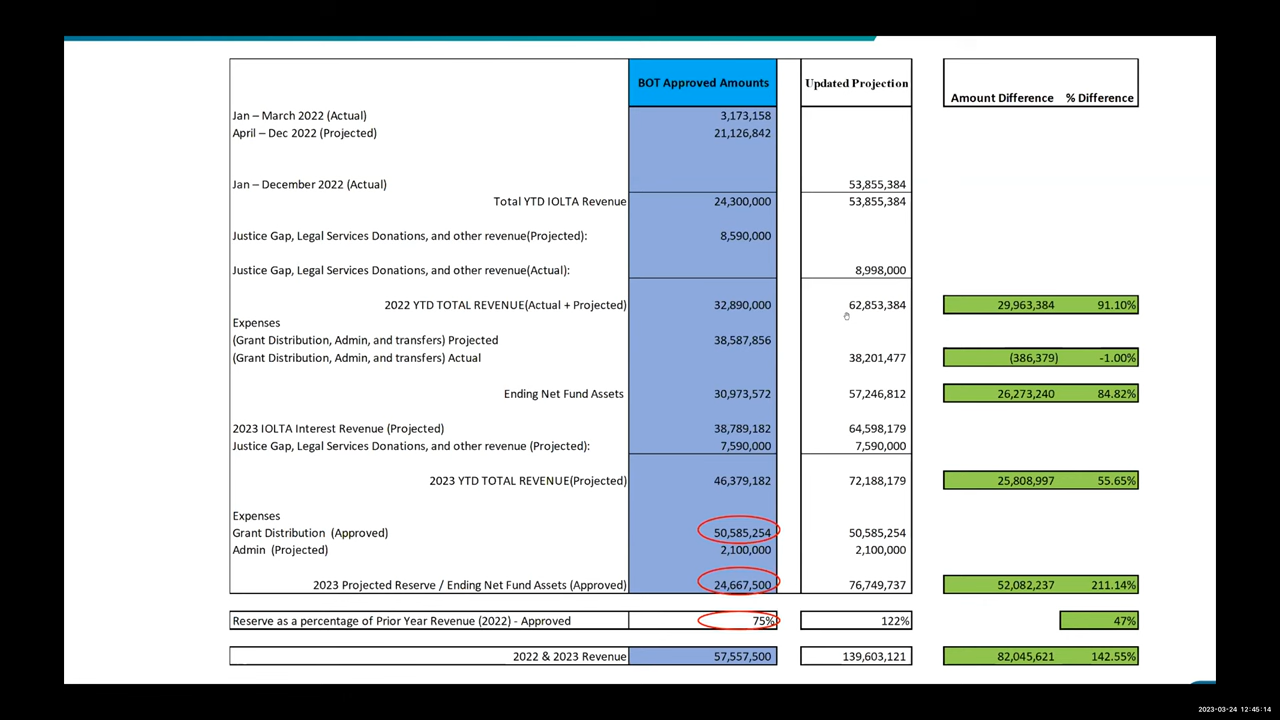 BOT Approved Amounts Updated Projection Amount Difference % Difference
Jan – March 2022 (Actual) 3,173,158
April – Dec 2022 (Projected) 21,126,842
Jan – December 2022 (Actual) 53,855,384
Total YTD IOLTA Revenue 24,300,000 53,855,384
Justice Gap, Legal Services Donations, and other revenue(Projected): 8,590,000
Justice Gap, Legal Services Donations, and other revenue(Actual): 8,998,000
2022 YTD TOTAL REVENUE(Actual + Projected) 32,890,000 62,853,384 29,963,384 91.10%
Expenses
(Grant Distribution, Admin, and transfers) Projected 38,587,856
(Grant Distribution, Admin, and transfers) Actual 38,201,477 (386,379) -1.00%
Ending Net Fund Assets 30,973,572 57,246,812 26,273,240 84.82%
2023 IOLTA Interest Revenue (Projected) 38,789,182 64,598,179
Justice Gap, Legal Services Donations, and other revenue (Projected): 7,590,000 7,590,000
2023 YTD TOTAL REVENUE(Projected) 46,379,182 72,188,179 25,808,997 55.65%
Expenses
Grant Distribution (Approved) 50,585,254 50,585,254
Admin (Projected) 2,100,000 2,100,000
2023 Projected Reserve / Ending Net Fund Assets (Approved) 24,667,500 76,749,737 52,082,237 211.14%
Reserve as a percentage of Prior Year Revenue (2022) - Approved 75% 122% 47%
2022 & 2023 Revenue 57,557,500 139,603,121 82,045,621 142.55%
2023-03-24 12:45:14